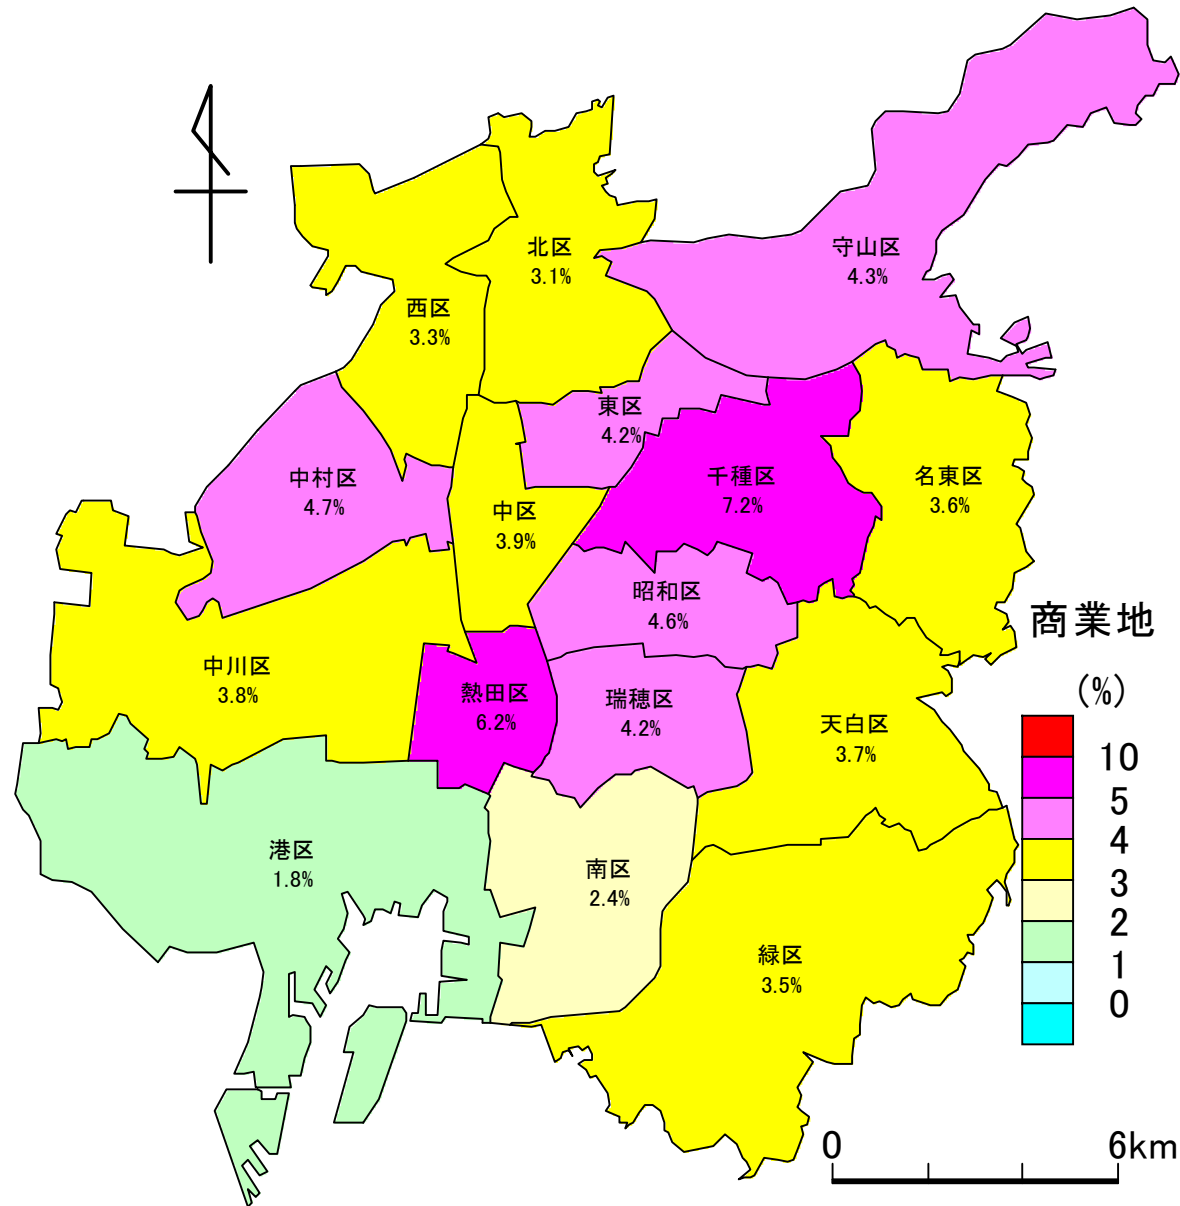 北区
3.1%
守山区
4.3%
西区
3.3%
東区
4.2%
中村区
4.7%
千種区
7.2%
名東区
3.6%
中区
3.9%
昭和区
4.6%
中川区
3.8%
熱田区
6.2%
瑞穂区
4.2%
天白区
3.7%
港区
1.8%
南区
2.4%
緑区
3.5%
商業地
(%)
10
5
4
3
2
1
0
0 6km